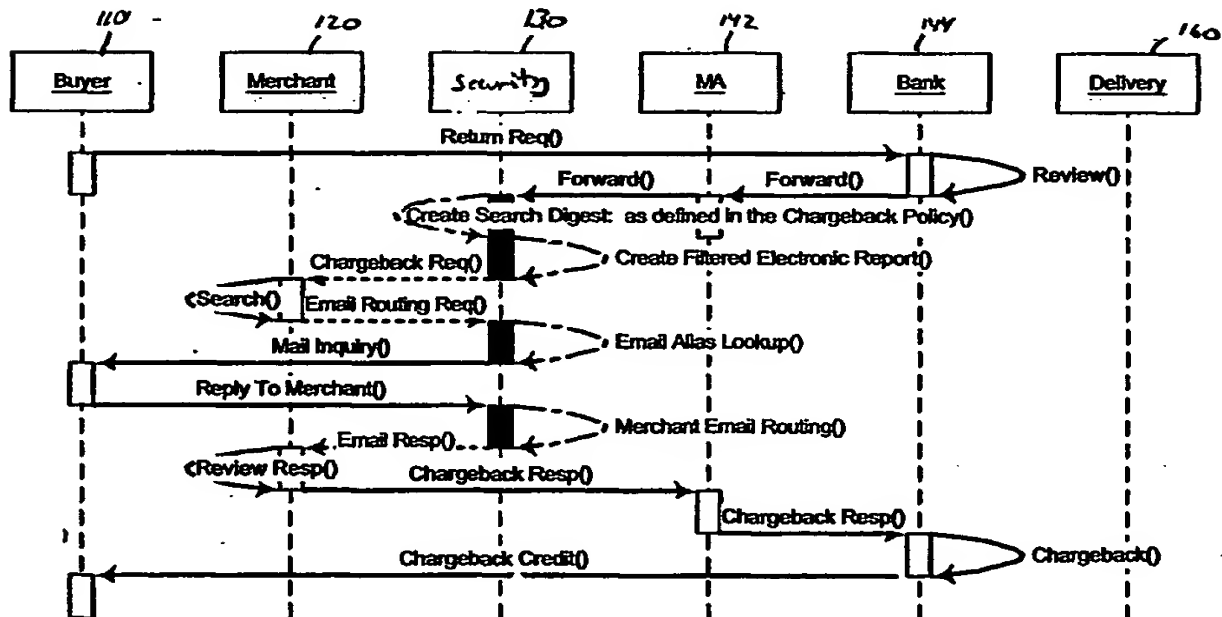 110 120 130 142 144 160
Buyer Merchant Security MA Bank Delivery
Return Req()
Review()
Forward() Forward()
Create Search Digest: as defined in the Chargeback Policy()
Chargeback Req() Create Filtered Electronic Report()
Search() Email Routing Req()
Mail Inquiry() Email Alias Lookup()
Reply To Merchant()
Merchant Email Routing()
Email Resp()
Review Resp() Chargeback Resp()
Chargeback Resp()
Chargeback Credit() Chargeback()